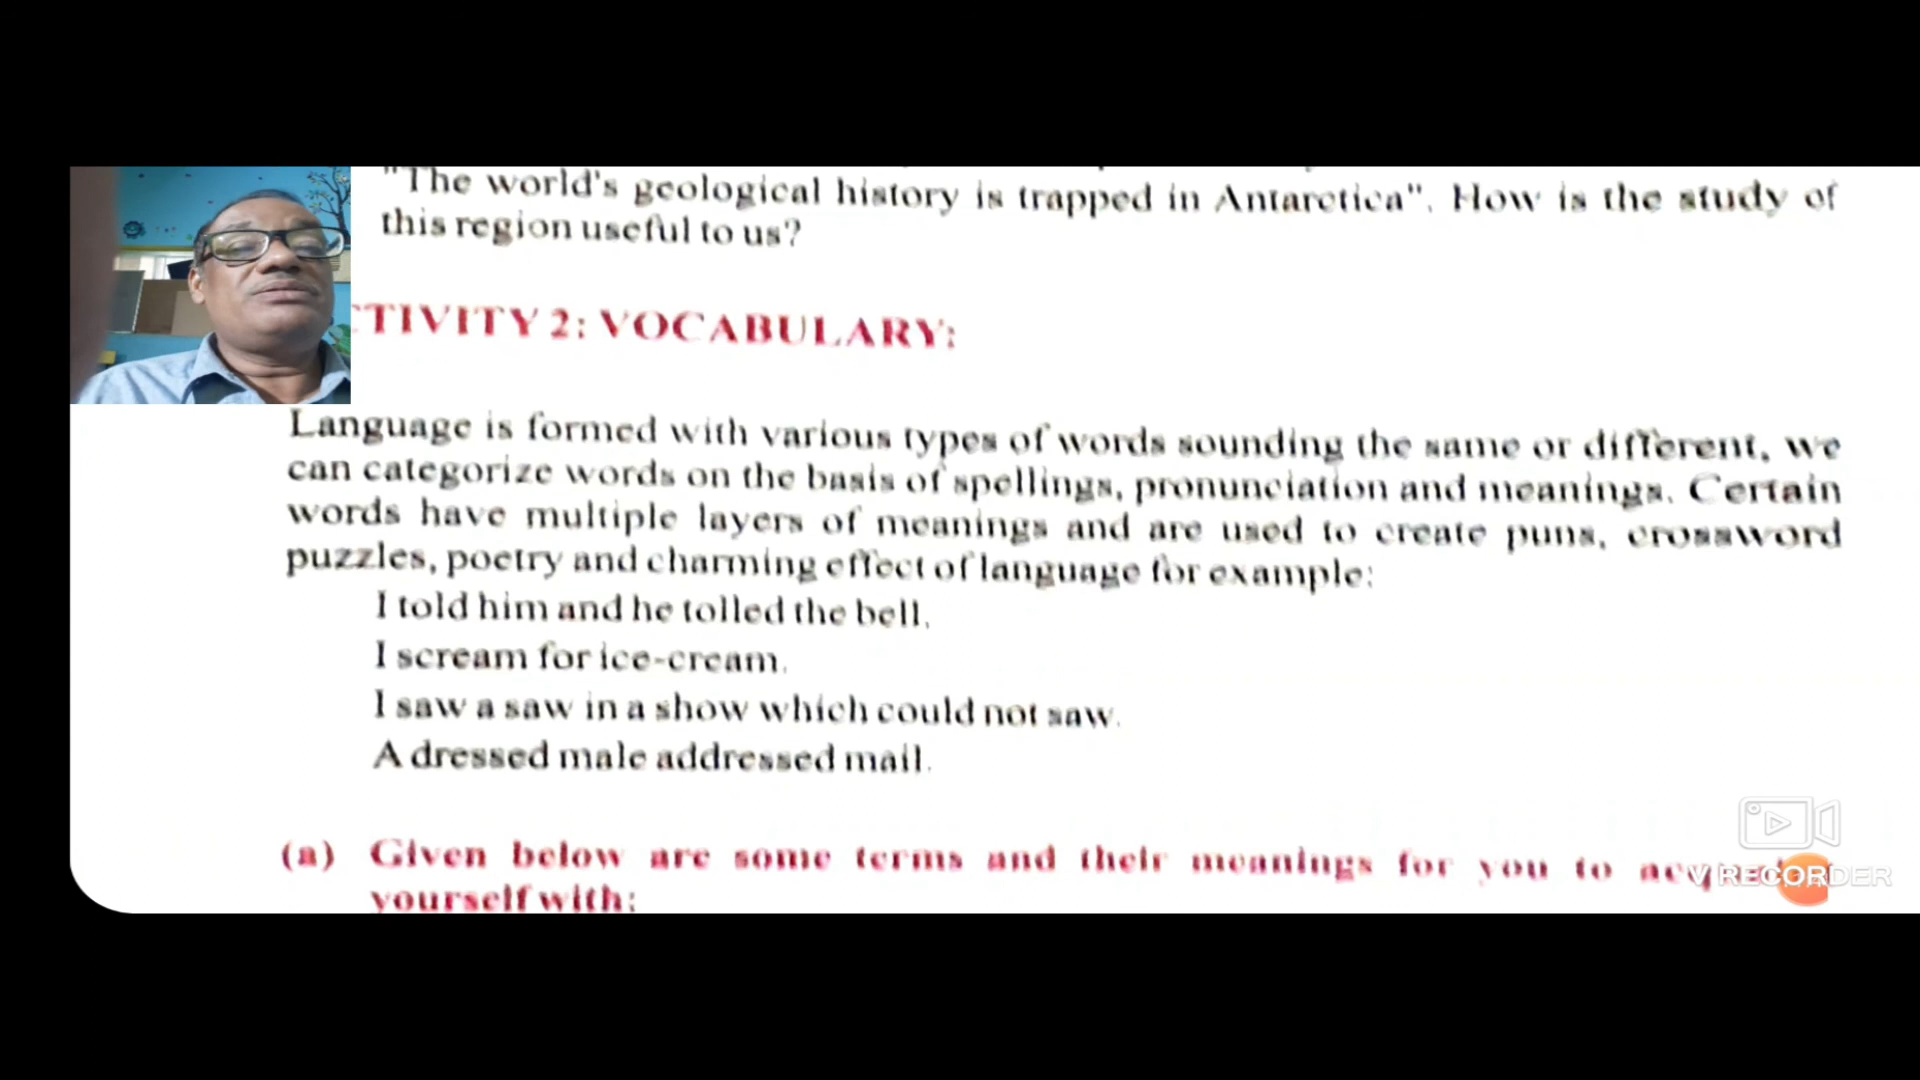 "The world's geological history is trapped in Antarctica". How is the study of
this region useful to us?
CTIVITY 2: VOCABULARY:
Language is formed with various types of words sounding the same or different, we
can categorize words on the basis of spellings, pronunciation and meanings. Certain
words have multiple layers of meanings and are used to create puns, crossword
puzzles, poetry and charming effect of language for example:
I told him and he tolled the bell.
I scream for ice-cream.
I saw a saw in a show which could not saw.
A dressed male addressed mail.
(a) Given below are some terms and their meanings for you to
yourself with:
V RECORDER